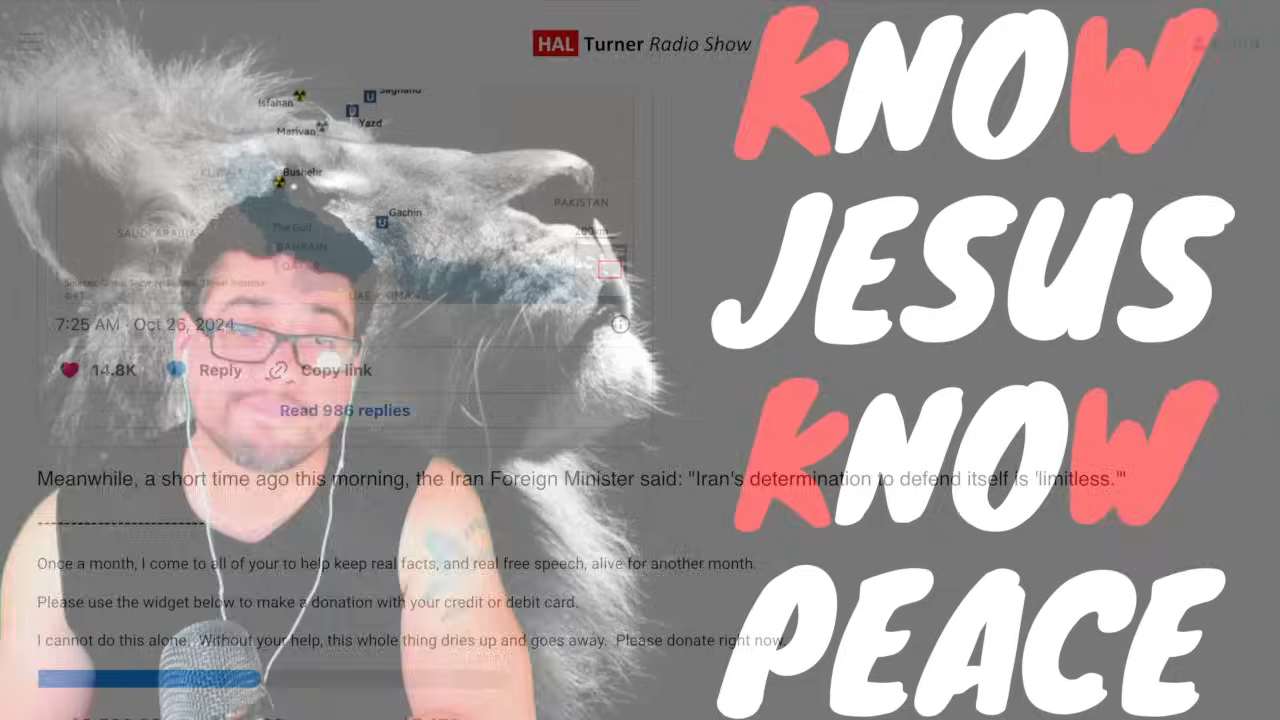 HAL Turner Radio Show
KNOW
JESUS
KNOW
PEACE
Isfahan
Saghand
Yazd
Marivan
Bushehr
Gachin
PAKISTAN
The Gulf
SAUDI ARABIA
BAHRAIN
QATAR
200km
UAE
OMAN
7:25 AM · Oct 26, 2024
14.8K Reply Copy link
Read 986 replies
Meanwhile, a short time ago this morning, the Iran Foreign Minister said: "Iran's determination to defend itself is 'limitless."
Once a month, I come to all of your to help keep real facts, and real free speech, alive for another month.
Please use the widget below to make a donation with your credit or debit card.
I cannot do this alone. Without your help, this whole thing dries up and goes away. Please donate right now.